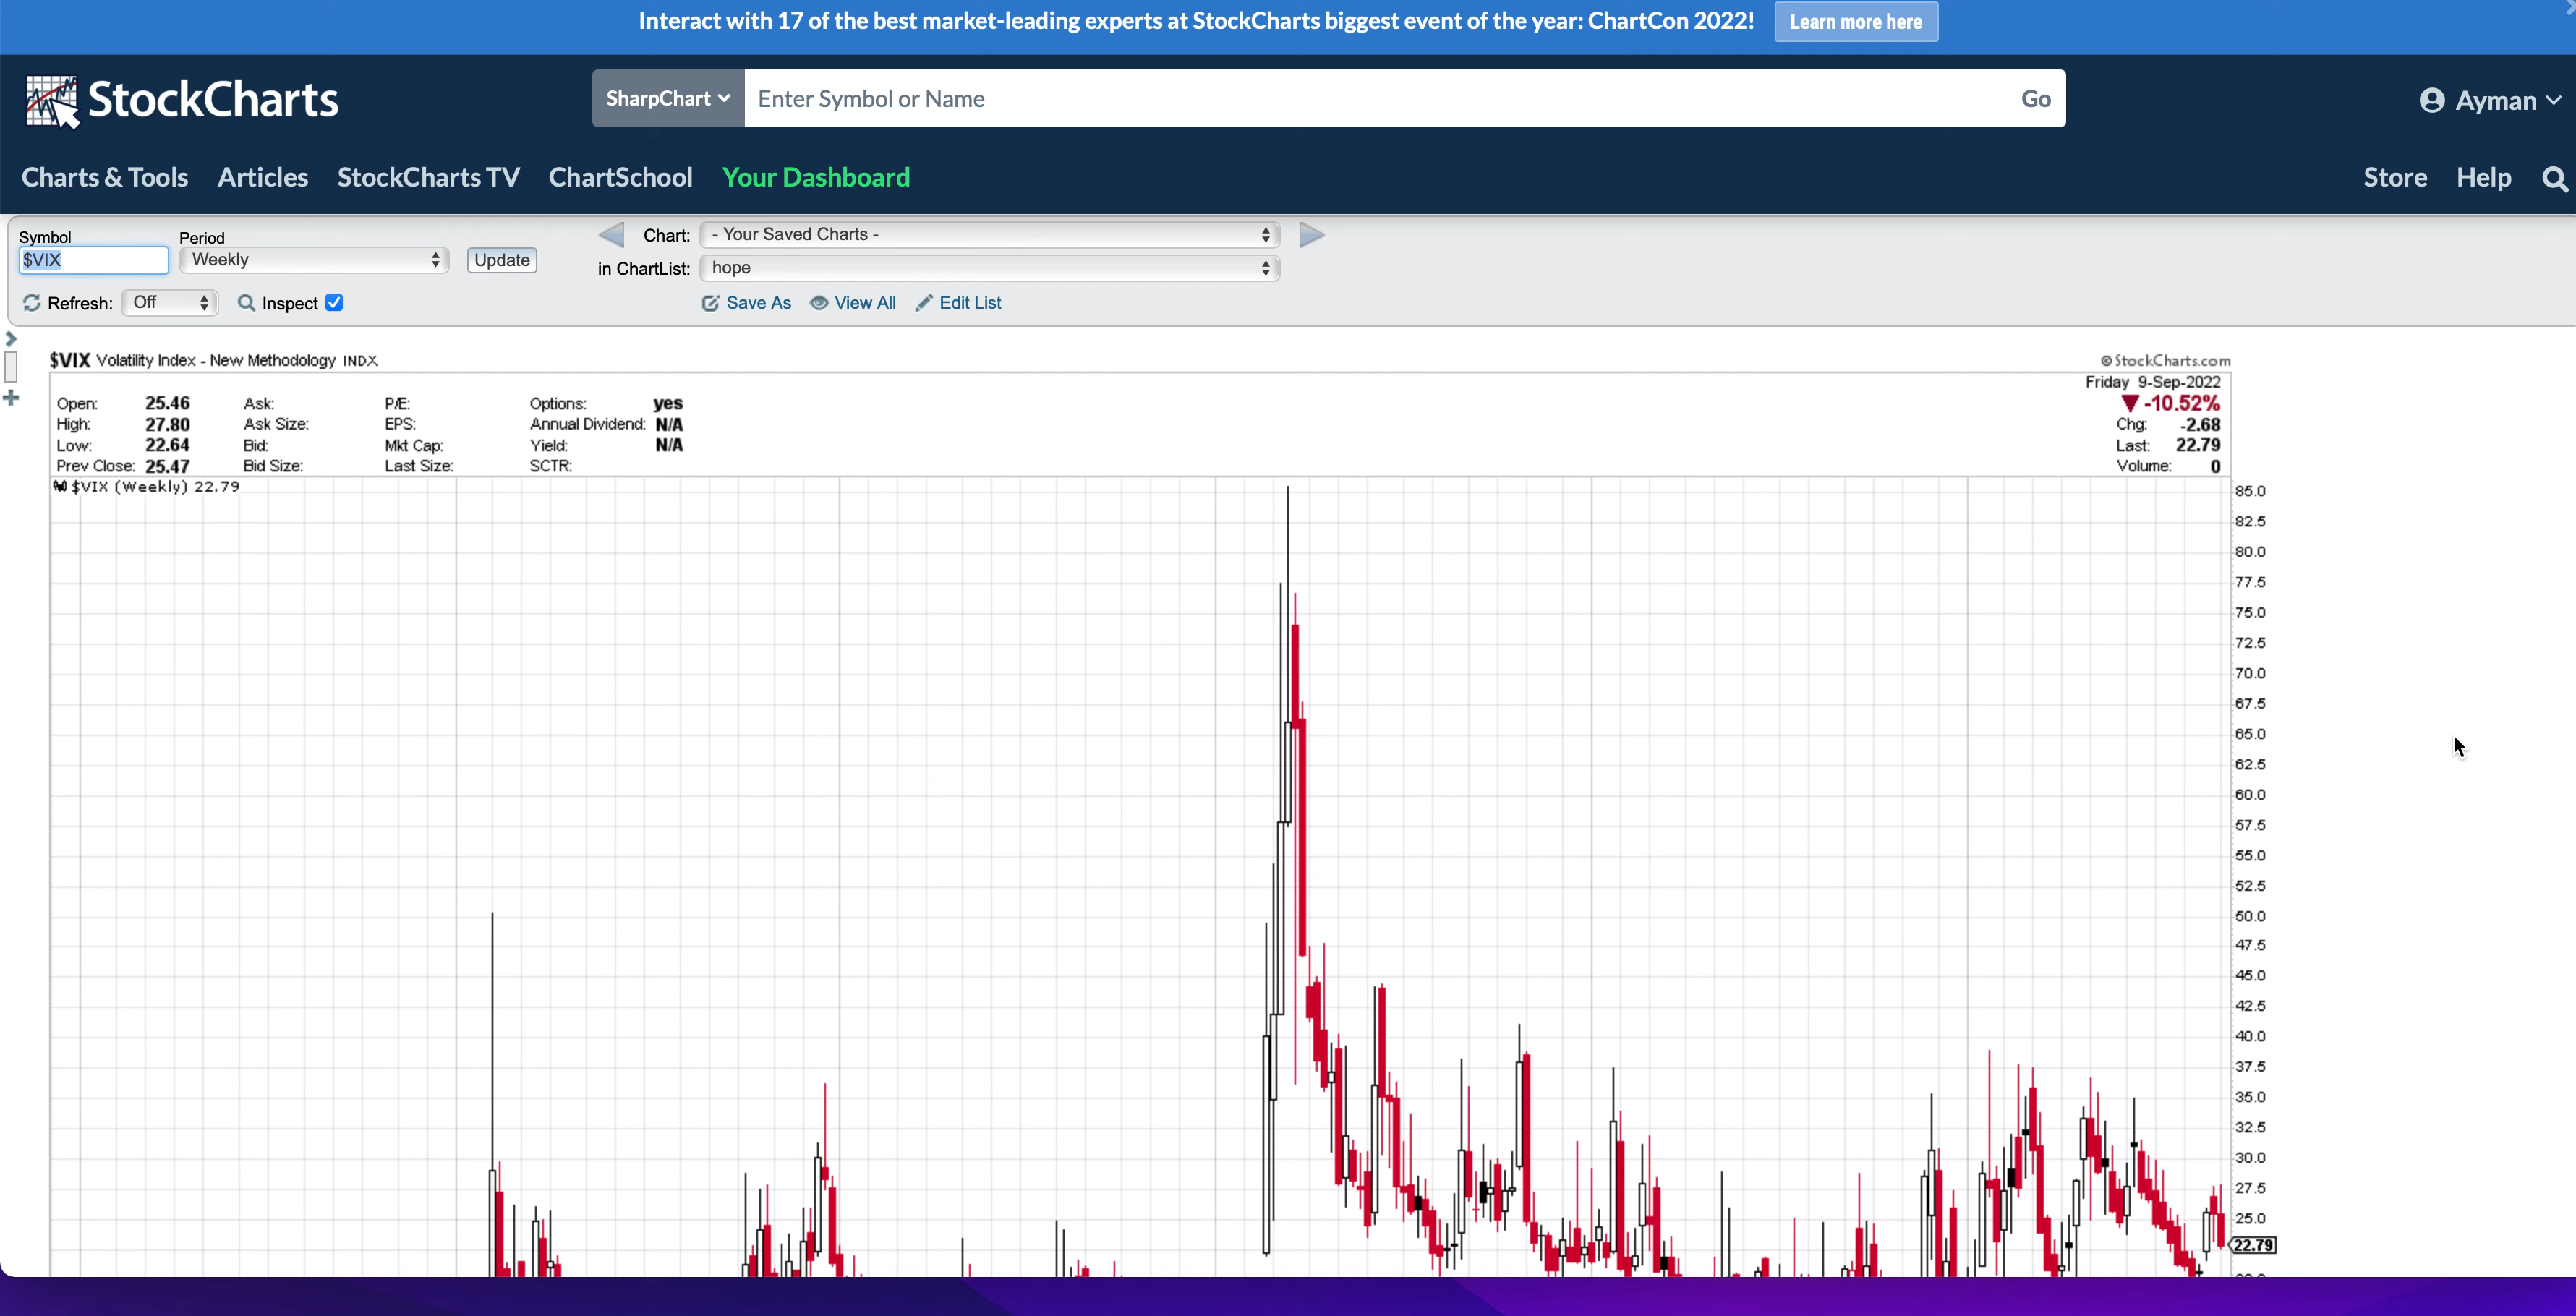 Interact with 17 of the best market-leading experts at StockCharts biggest event of the year: ChartCon 2022! Learn more here
StockCharts
SharpChart Enter Symbol or Name Go
Ayman
Charts & Tools Articles StockCharts TV ChartSchool Your Dashboard Store Help
Symbol Period
$VIX Weekly Update
Chart: - Your Saved Charts -
in ChartList: hope
Refresh: Off Inspect
Save As View All Edit List
$VIX Volatility Index - New Methodology INDX © StockCharts.com
Friday 9-Sep-2022
Open: 25.46 Ask: P/E: Options: yes ▼ -10.52%
High: 27.80 Ask Size: EPS: Annual Dividend: N/A Chg: -2.68
Low: 22.64 Bid: Mkt Cap: Yield: N/A Last: 22.79
Prev Close: 25.47 Bid Size: Last Size: SCTR: Volume: 0
$VIX (Weekly) 22.79
85.0
82.5
80.0
77.5
75.0
72.5
70.0
67.5
65.0
62.5
60.0
57.5
55.0
52.5
50.0
47.5
45.0
42.5
40.0
37.5
35.0
32.5
30.0
27.5
25.0
22.79